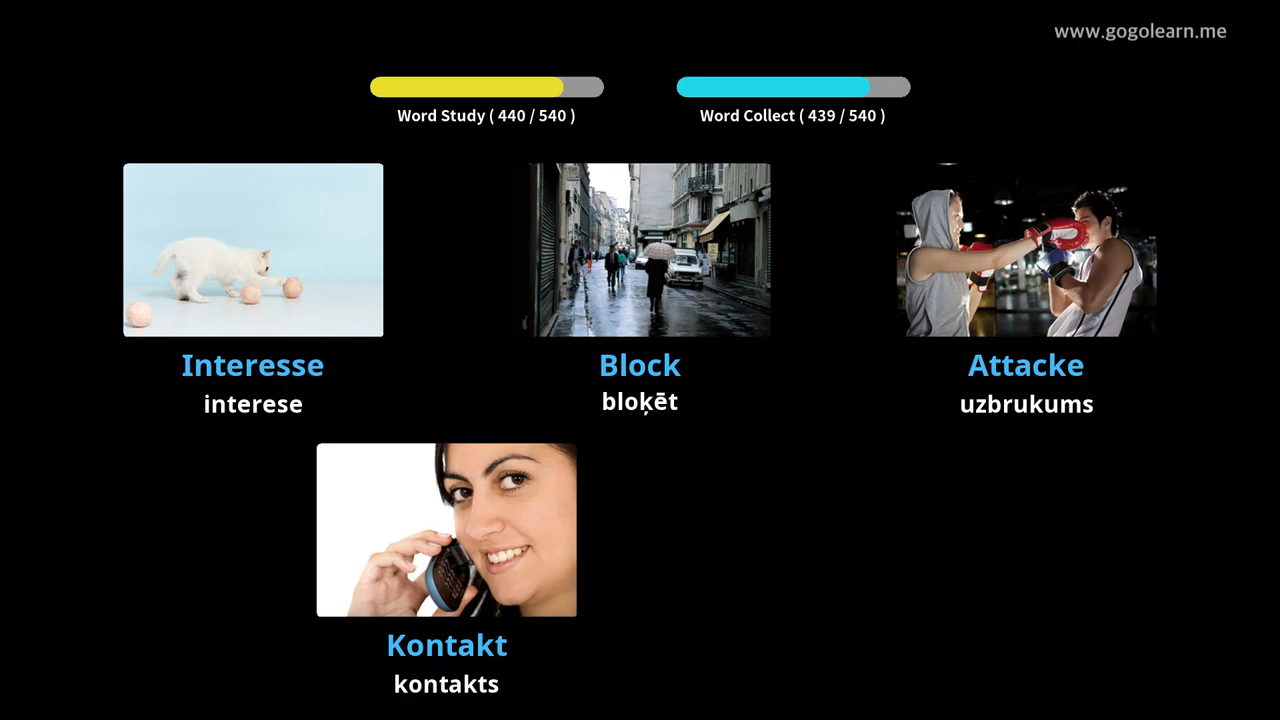 www.gogolearn.me
Word Study ( 440 / 540 )
Word Collect ( 439 / 540 )
Interesse
interese
Block
bloķēt
Attacke
uzbrukums
Kontakt
kontakts